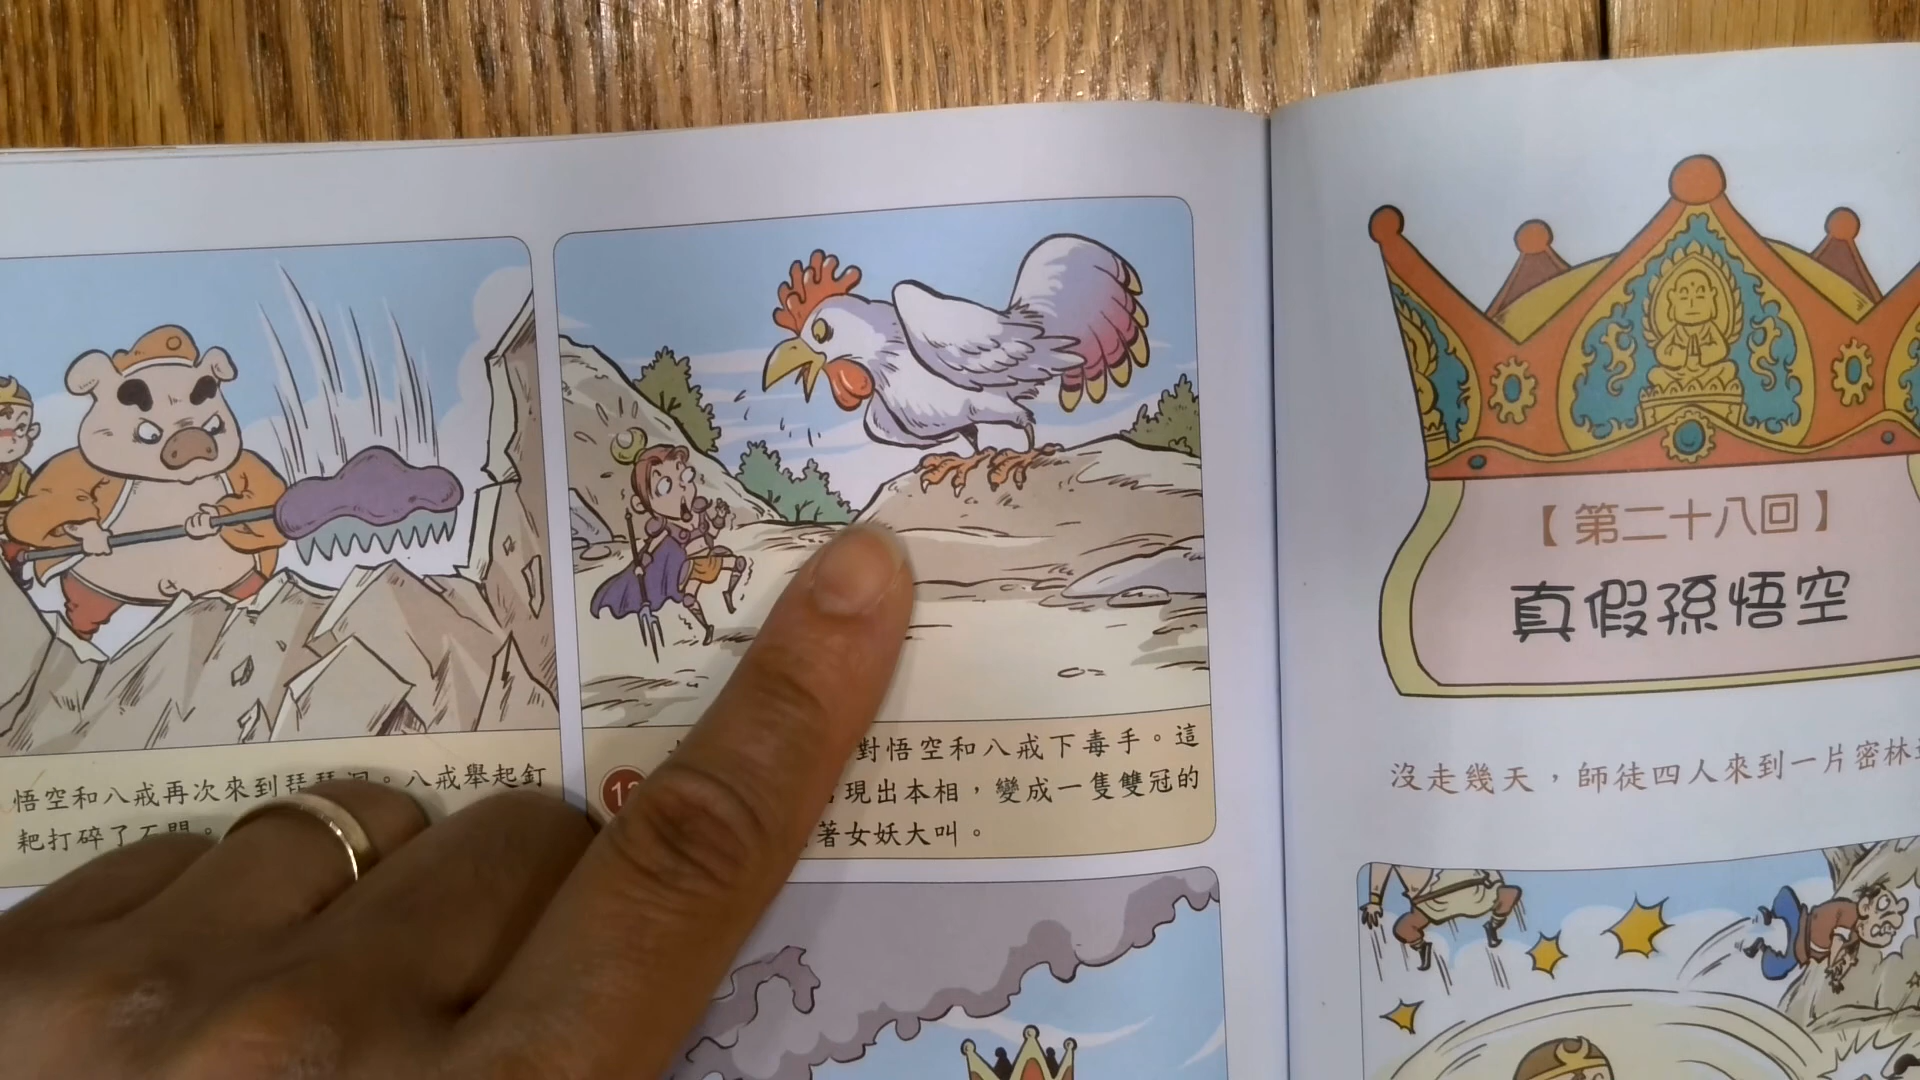 悟空和八戒再次來到琵琶洞。八戒舉起釘
耙打碎了石門。
對悟空和八戒下毒手。這
現出本相，變成一隻雙冠的
著女妖大叫。
【第二十八回】
真假孫悟空
沒走幾天，師徒四人來到一片密林